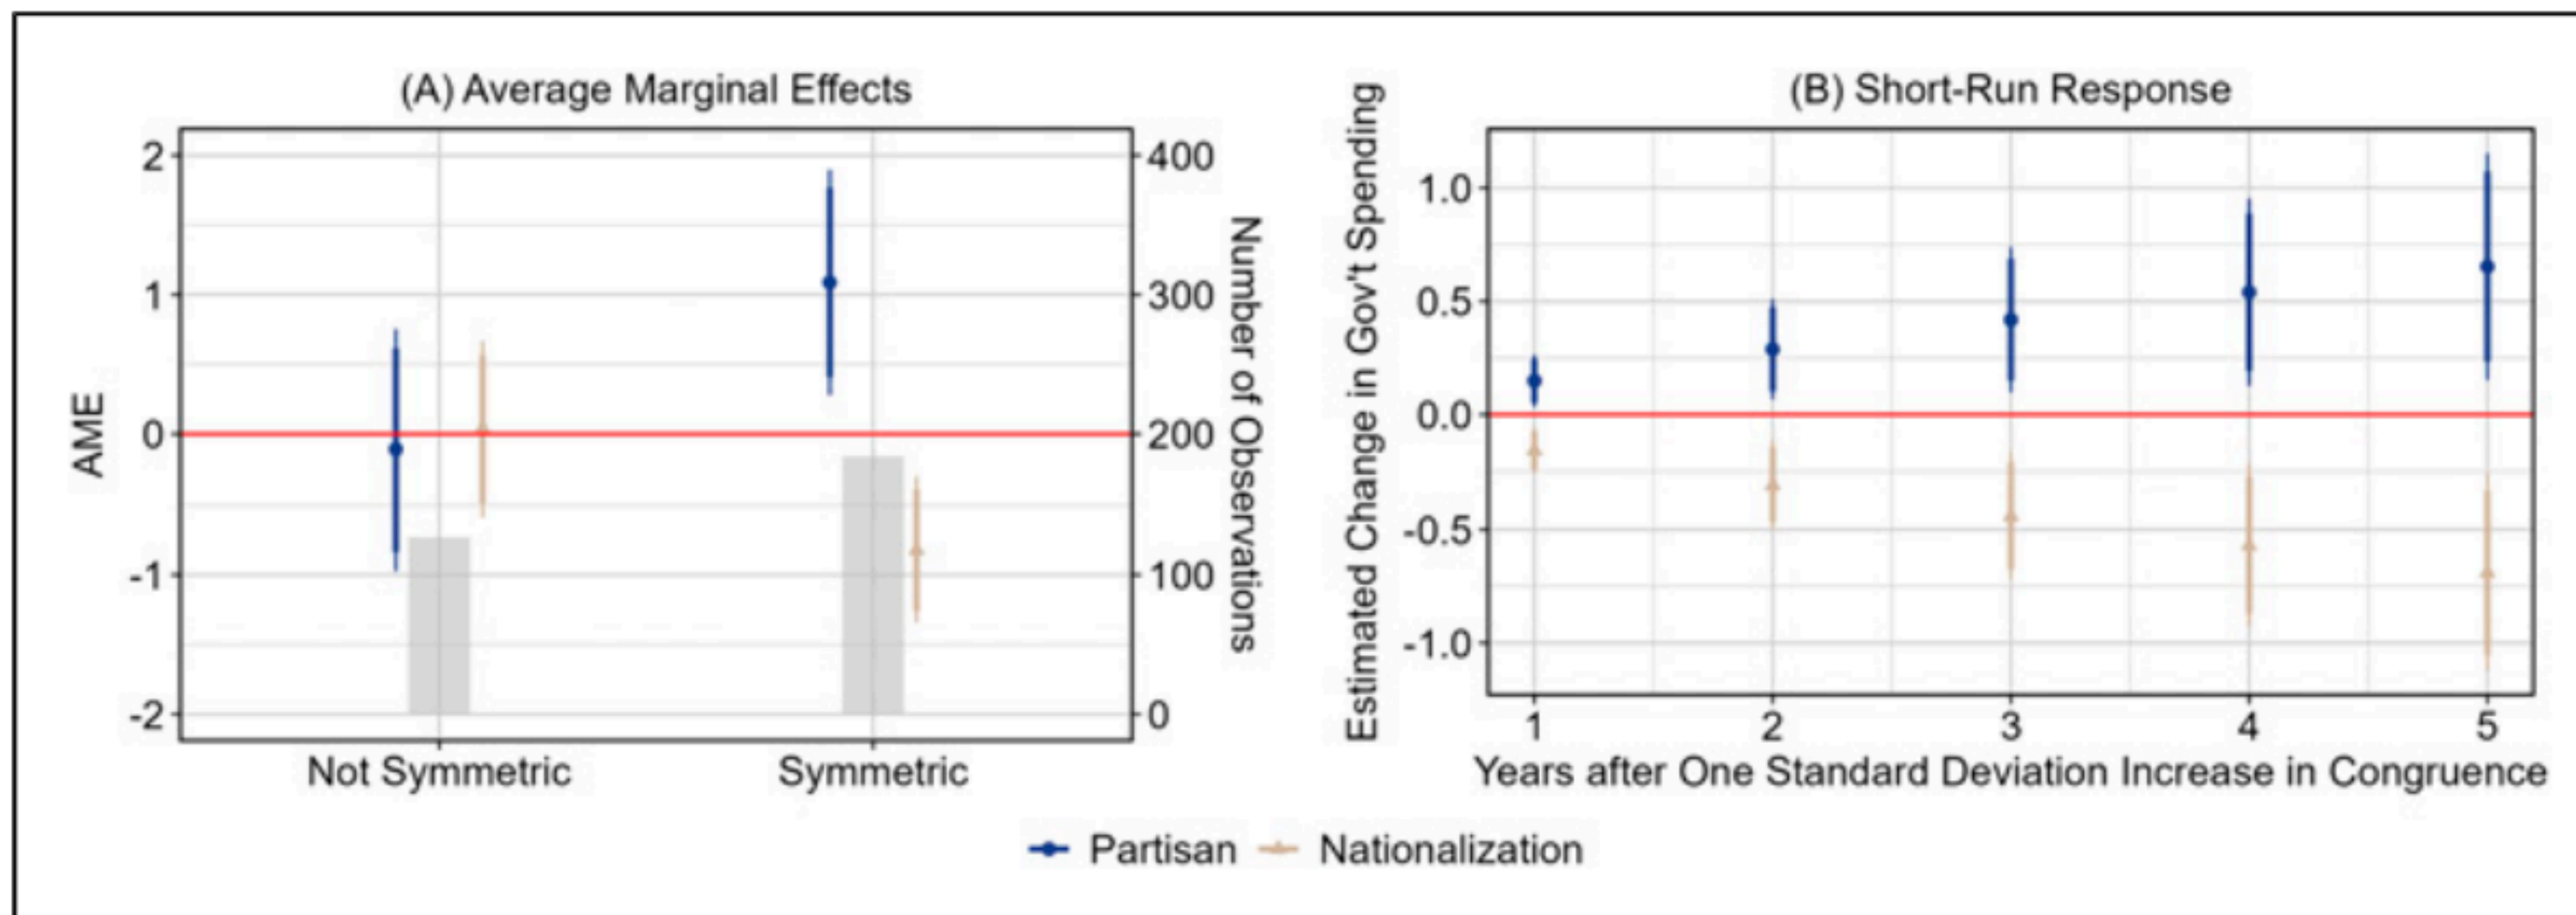 (A) Average Marginal Effects
AME
2
1
0
-1
-2
400
300
200
100
0
Number of Observations
Not Symmetric
Symmetric
(B) Short-Run Response
Estimated Change in Gov't Spending
1.0
0.5
0.0
-0.5
-1.0
1 2 3 4 5
Years after One Standard Deviation Increase in Congruence
Partisan Nationalization